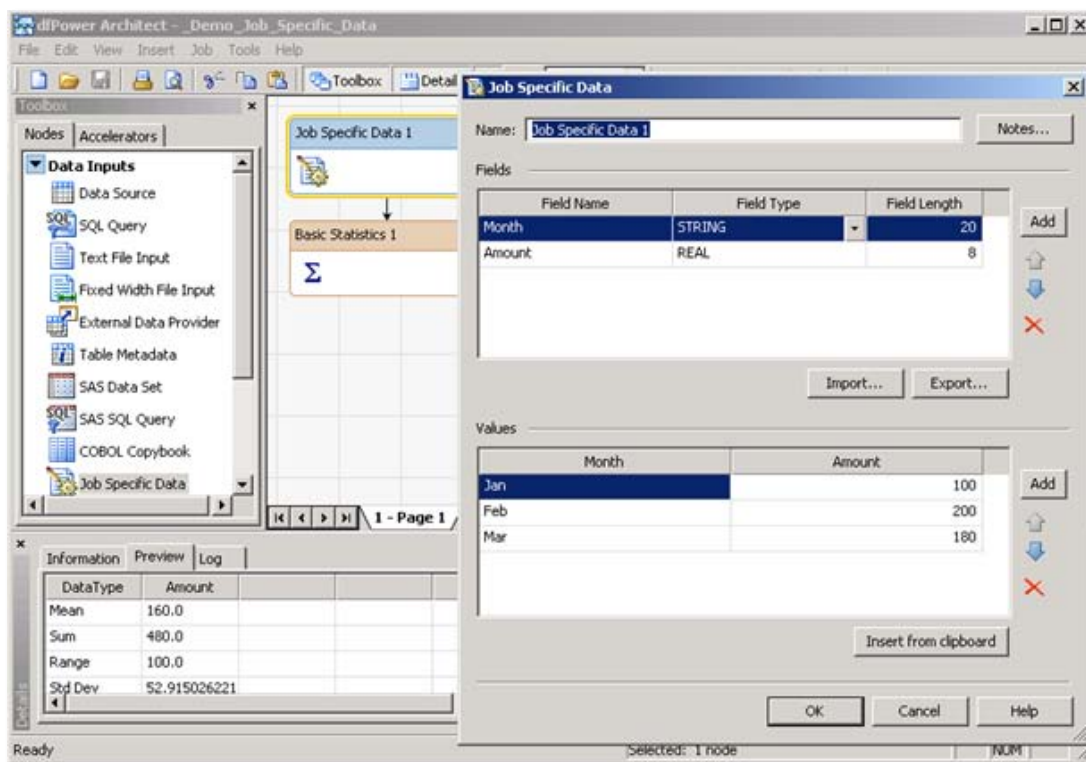 dfPower Architect - _Demo_Job_Specific_Data
File Edit View Insert Job Tools Help
Toolbox Detail
Toolbox
Nodes Accelerators
Data Inputs
Data Source
SQL Query
Text File Input
Fixed Width File Input
External Data Provider
Table Metadata
SAS Data Set
SAS SQL Query
COBOL Copybook
Job Specific Data
Job Specific Data 1
Basic Statistics 1
Σ
1 - Page 1
Information Preview Log
DataType Amount
Mean 160.0
Sum 480.0
Range 100.0
Std Dev 52.915026221
Details
Ready Selected: 1 node NUM
Job Specific Data
Name: Job Specific Data 1 Notes...
Fields
Field Name Field Type Field Length
Month STRING 20
Amount REAL 8
Add
Import... Export...
Values
Month Amount
Jan 100
Feb 200
Mar 180
Add
Insert from clipboard
OK Cancel Help